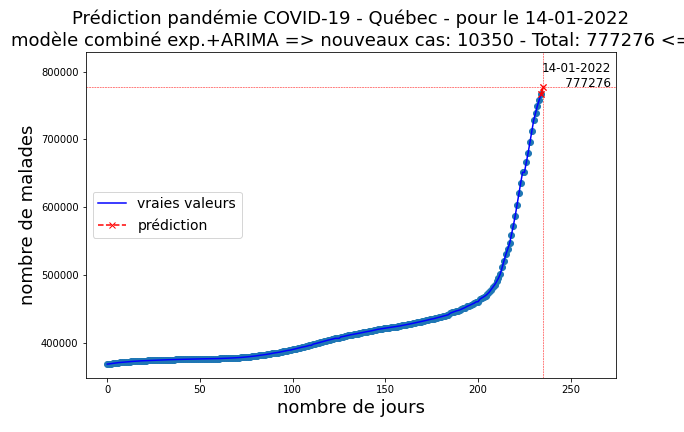 Prédiction pandémie COVID-19 - Québec - pour le 14-01-2022
modèle combiné exp.+ARIMA => nouveaux cas: 10350 - Total: 777276 <=
800000
700000
600000
500000
400000
nombre de malades
14-01-2022
777276
vraies valeurs
prédiction
0 50 100 150 200 250
nombre de jours